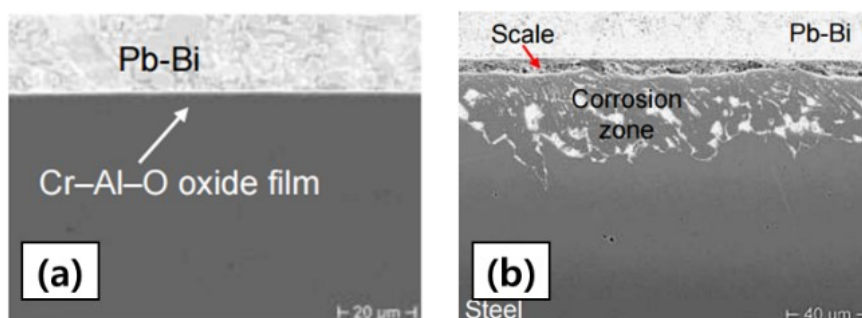 Pb-Bi
Cr–Al–O oxide film
(a)
20 μm
Scale
Pb-Bi
Corrosion
zone
(b)
Steel
40 μm